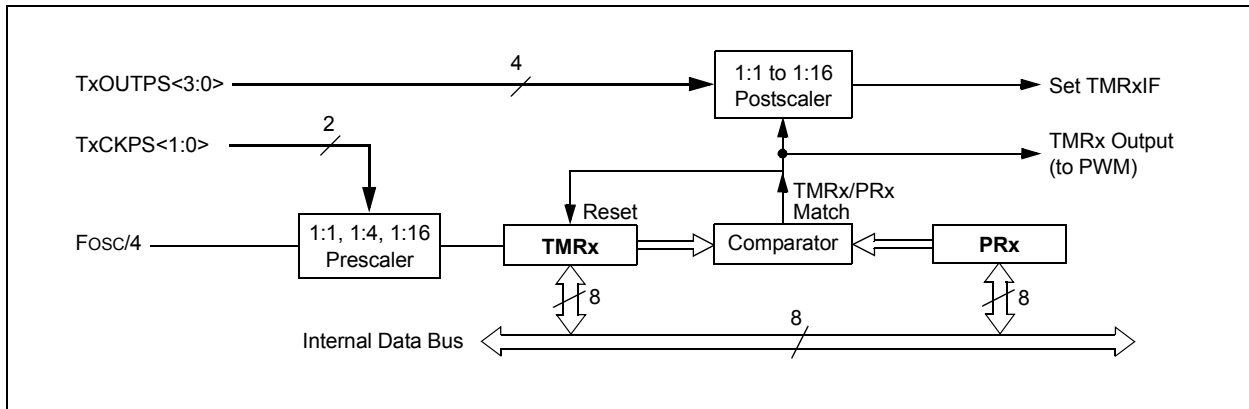 TxOUTPS<3:0>
4
1:1 to 1:16
Postscaler
Set TMRxIF
TxCKPS<1:0>
2
TMRx Output
(to PWM)
TMRx/PRx
Match
Reset
FOSC/4
1:1, 1:4, 1:16
Prescaler
TMRx
Comparator
PRx
8
8
Internal Data Bus
8